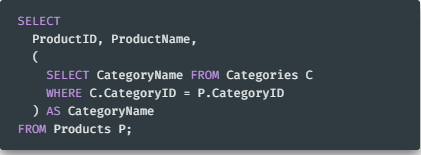 SELECT
  ProductID, ProductName,
  (
    SELECT CategoryName FROM Categories C
    WHERE C.CategoryID = P.CategoryID
  ) AS CategoryName
FROM Products P;